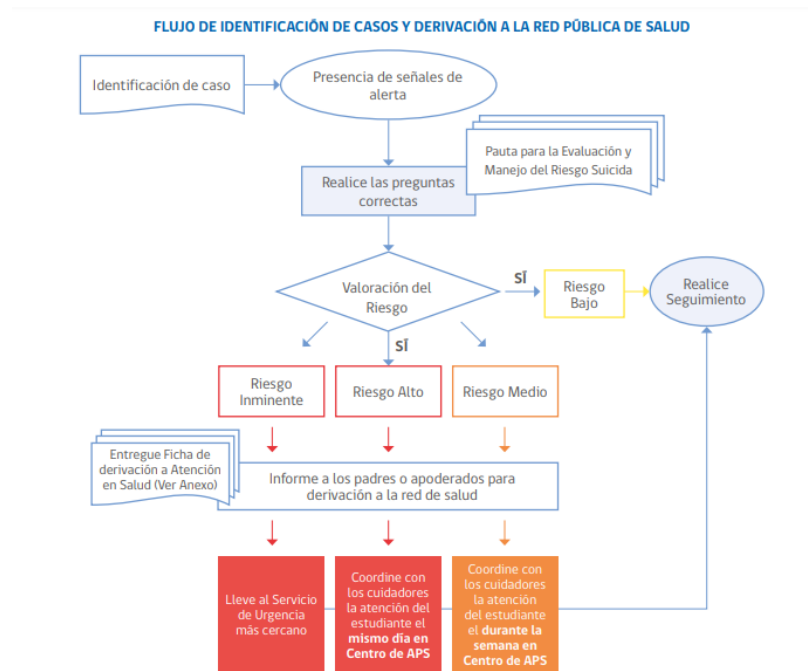 FLUJO DE IDENTIFICACIÓN DE CASOS Y DERIVACIÓN A LA RED PÚBLICA DE SALUD
Identificación de caso
Presencia de señales de
alerta
Pauta para la Evaluación y
Manejo del Riesgo Suicida
Realice las preguntas
correctas
Valoración del
Riesgo
SÍ
Riesgo
Bajo
Realice
Seguimiento
SÍ
Riesgo
Inminente
Riesgo Alto
Riesgo Medio
Entregue Ficha de
derivación a Atención
en Salud (Ver Anexo)
Informe a los padres o apoderados para
derivación a la red de salud
Lleve al Servicio
de Urgencia
más cercano
Coordine con
los cuidadores
la atención del
estudiante el
mismo día en
Centro de APS
Coordine con
los cuidadores
la atención
del estudiante
el durante la
semana en
Centro de APS